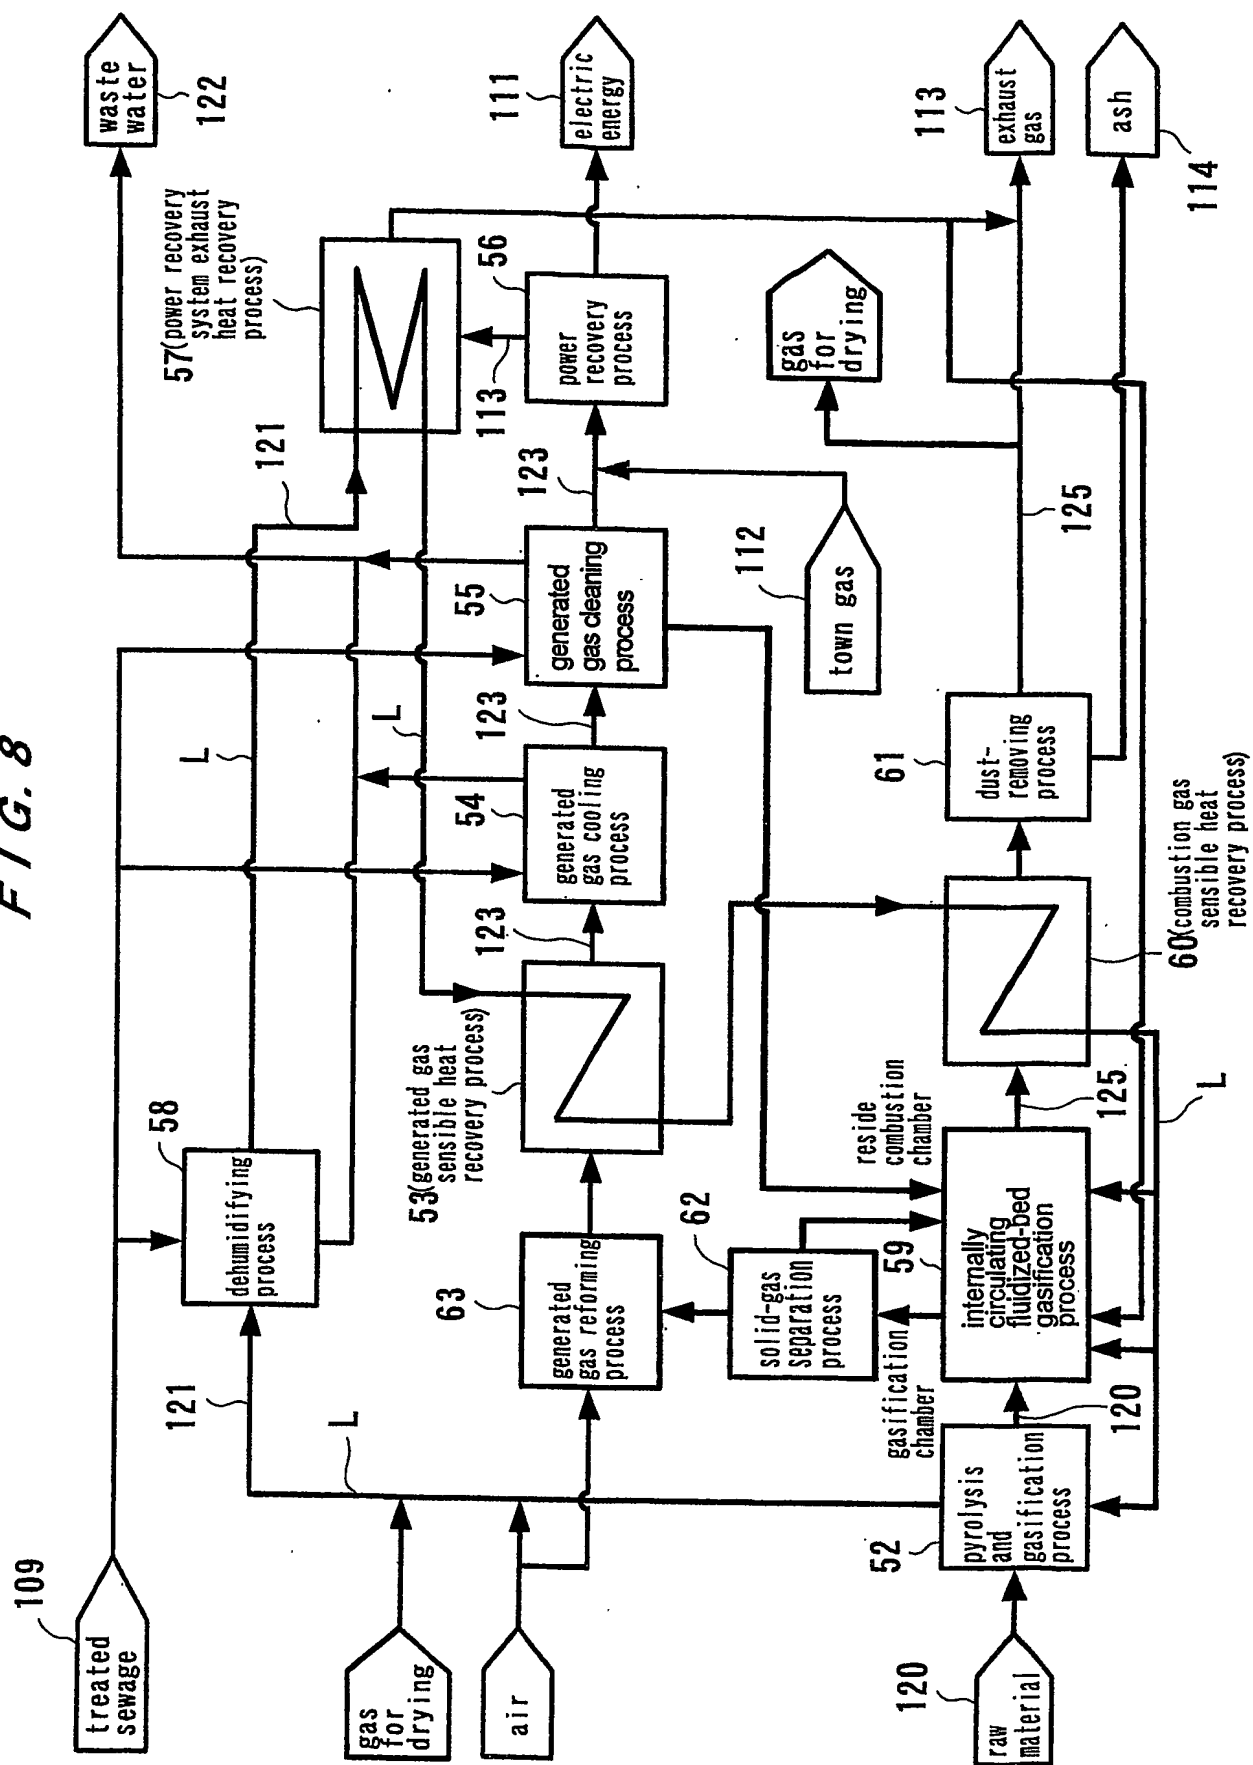 FIG. 8
109
treated
sewage
waste
water
122
57(power recovery
system exhaust
heat recovery
process)
121
L
58
dehumidifying
process
121
L
L
gas
for
drying
air
111
electric
energy
56
power
recovery
process
113
123
55
generated
gas cleaning
process
123
54
generated
gas cooling
process
123
53(generated gas
sensible heat
recovery process)
63
generated
gas reforming
process
62
solid-gas
separation
process
gas
for
drying
112
town gas
113
exhaust
gas
ash
114
125
61
dust-
removing
process
60(combustion gas
sensible heat
recovery process)
125
L
reside
combustion
chamber
59
internally
circulating
fluidized-bed
gasification
process
gasification
chamber
120
52
pyrolysis
and
gasification
process
120
raw
material